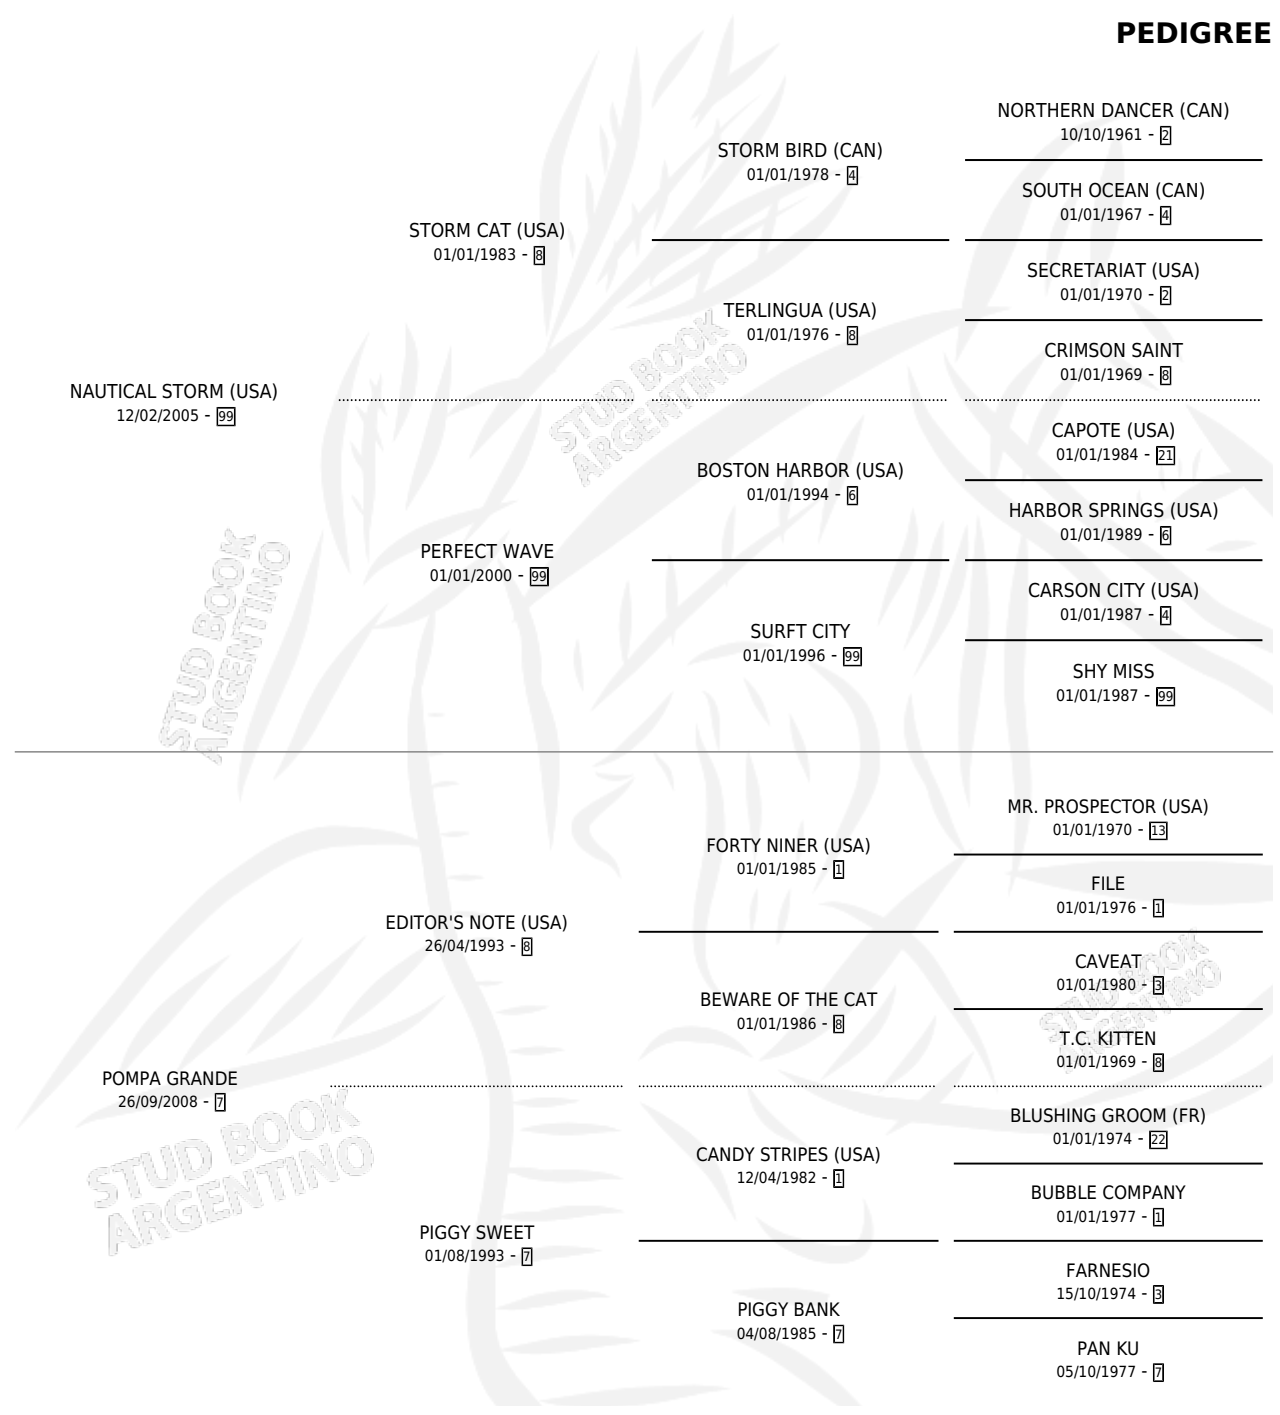 PEDIGREE
NORTHERN DANCER (CAN)
10/10/1961 - 2
STORM BIRD (CAN)
01/01/1978 - 4
SOUTH OCEAN (CAN)
01/01/1967 - 4
STORM CAT (USA)
01/01/1983 - 8
SECRETARIAT (USA)
01/01/1970 - 2
TERLINGUA (USA)
01/01/1976 - 8
CRIMSON SAINT
01/01/1969 - 8
NAUTICAL STORM (USA)
12/02/2005 - 99
CAPOTE (USA)
01/01/1984 - 21
BOSTON HARBOR (USA)
01/01/1994 - 6
HARBOR SPRINGS (USA)
01/01/1989 - 6
PERFECT WAVE
01/01/2000 - 99
CARSON CITY (USA)
01/01/1987 - 4
SURFT CITY
01/01/1996 - 99
SHY MISS
01/01/1987 - 99
MR. PROSPECTOR (USA)
01/01/1970 - 13
FORTY NINER (USA)
01/01/1985 - 1
FILE
01/01/1976 - 1
EDITOR'S NOTE (USA)
26/04/1993 - 8
CAVEAT
01/01/1980 - 3
BEWARE OF THE CAT
01/01/1986 - 8
T.C. KITTEN
01/01/1969 - 8
POMPA GRANDE
26/09/2008 - 7
BLUSHING GROOM (FR)
01/01/1974 - 22
CANDY STRIPES (USA)
12/04/1982 - 1
BUBBLE COMPANY
01/01/1977 - 1
PIGGY SWEET
01/08/1993 - 7
FARNESIO
15/10/1974 - 3
PIGGY BANK
04/08/1985 - 7
PAN KU
05/10/1977 - 7
STUD BOOK
ARGENTINO
STUD BOOK
ARGENTINO
STUD BOOK
ARGENTINO
STUD BOOK
ARGENTINO